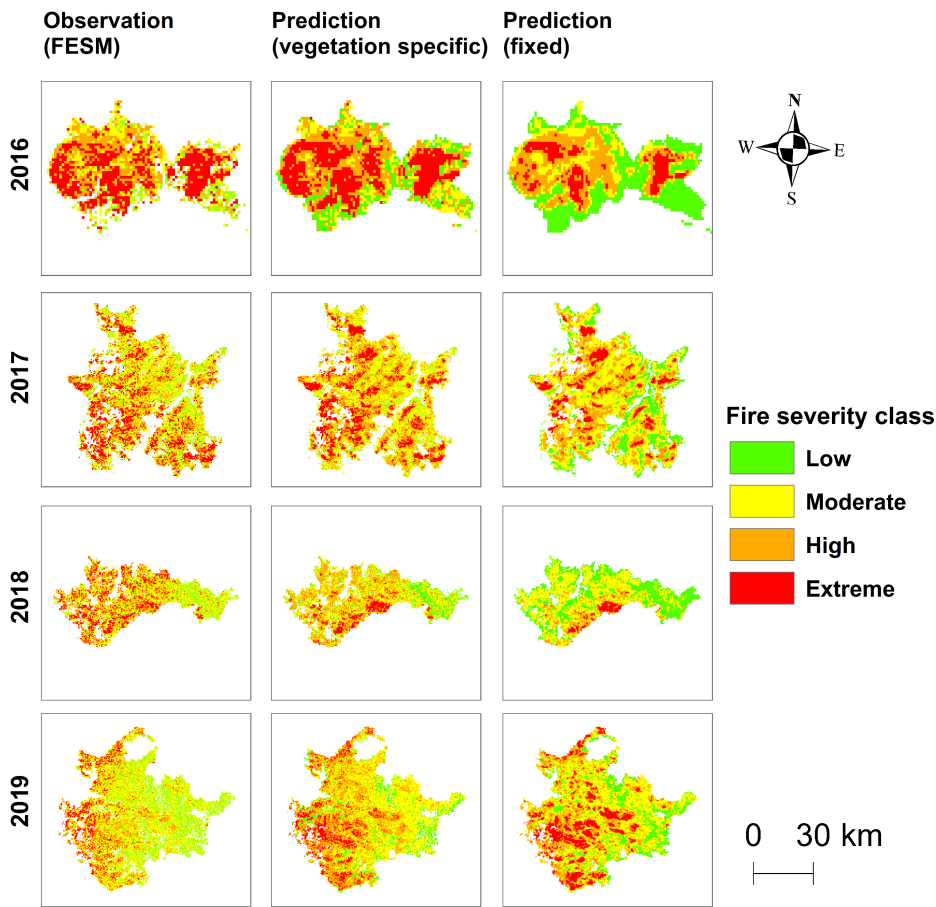 Observation
(FESM)
Prediction
(vegetation specific)
Prediction
(fixed)
2016
N
W
E
S
2017
Fire severity class
Low
Moderate
High
Extreme
2018
2019
0 30 km